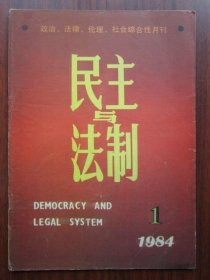 政治、法律、伦理、社会综合性月刊
民主
与
法制
DEMOCRACY AND
LEGAL SYSTEM
1
1984